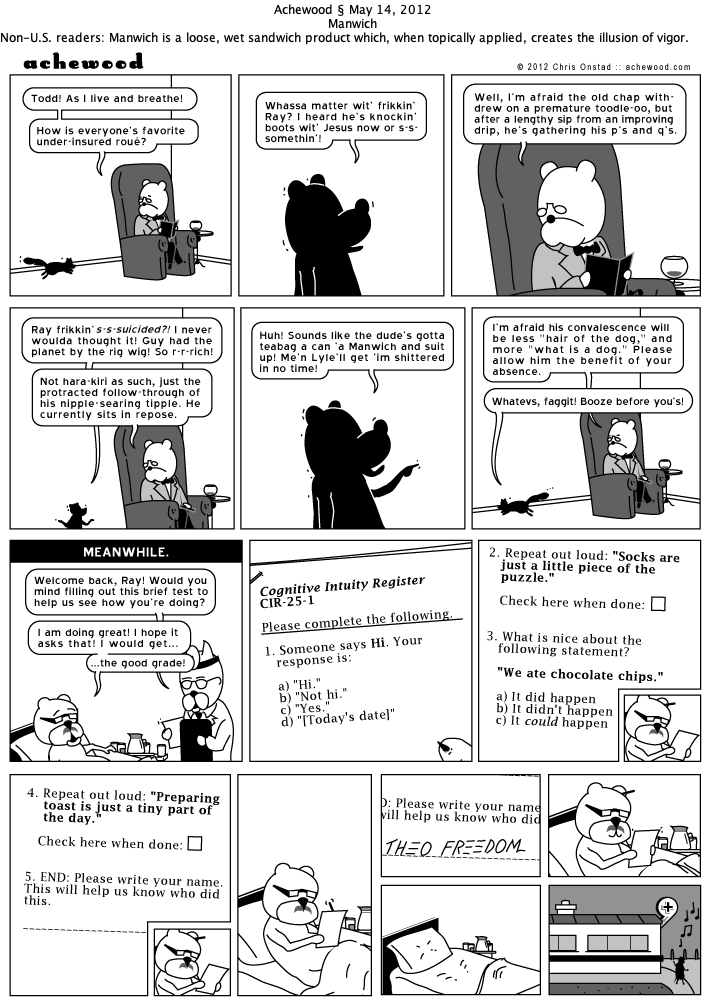 Achewood § May 14, 2012
Manwich
Non-U.S. readers: Manwich is a loose, wet sandwich product which, when topically applied, creates the illusion of vigor.
achewood
© 2012 Chris Onstad :: achewood.com
Todd! As I live and breathe!
How is everyone's favorite
under-insured roué?
Whassa matter wit' frikkin'
Ray? I heard he's knockin'
boots wit' Jesus now or s-s-
somethin'!
Well, I'm afraid the old chap with-
drew on a premature toodle-oo, but
after a lengthy sip from an improving
drip, he's gathering his p's and q's.
Ray frikkin' s-s-suicided?! I never
woulda thought it! Guy had the
planet by the rig wig! So r-r-rich!
Not hara-kiri as such, just the
protracted follow-through of
his nipple-searing tipple. He
currently sits in repose.
Huh! Sounds like the dude's gotta
teabag a can 'a Manwich and suit
up! Me'n Lyle'll get 'im shittered
in no time!
I'm afraid his convalescence will
be less "hair of the dog," and
more "what is a dog." Please
allow him the benefit of your
absence.
Whatevs, faggit! Booze before you's!
MEANWHILE.
Welcome back, Ray! Would you
mind filling out this brief test to
help us see how you're doing?
I am doing great! I hope it
asks that! I would get...
...the good grade!
Cognitive Intuity Register
CIR-25-1
Please complete the following.
1. Someone says Hi. Your
response is:
a) "Hi."
b) "Not hi."
c) "Yes."
d) "[Today's date]"
2. Repeat out loud: "Socks are
just a little piece of the
puzzle."
Check here when done:
3. What is nice about the
following statement?
"We ate chocolate chips."
a) It did happen
b) It didn't happen
c) It could happen
4. Repeat out loud: "Preparing
toast is just a tiny part of
the day."
Check here when done:
5. END: Please write your name.
This will help us know who did
this.
D: Please write your name
will help us know who did
THEO FREEDOM